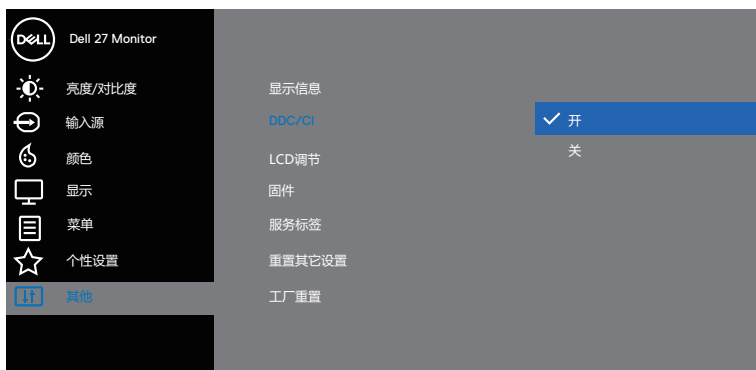 DELL
Dell 27 Monitor
亮度/对比度
输入源
颜色
显示
菜单
个性设置
其他
显示信息
DDC/CI
LCD调节
固件
服务标签
重置其它设置
工厂重置
开
关